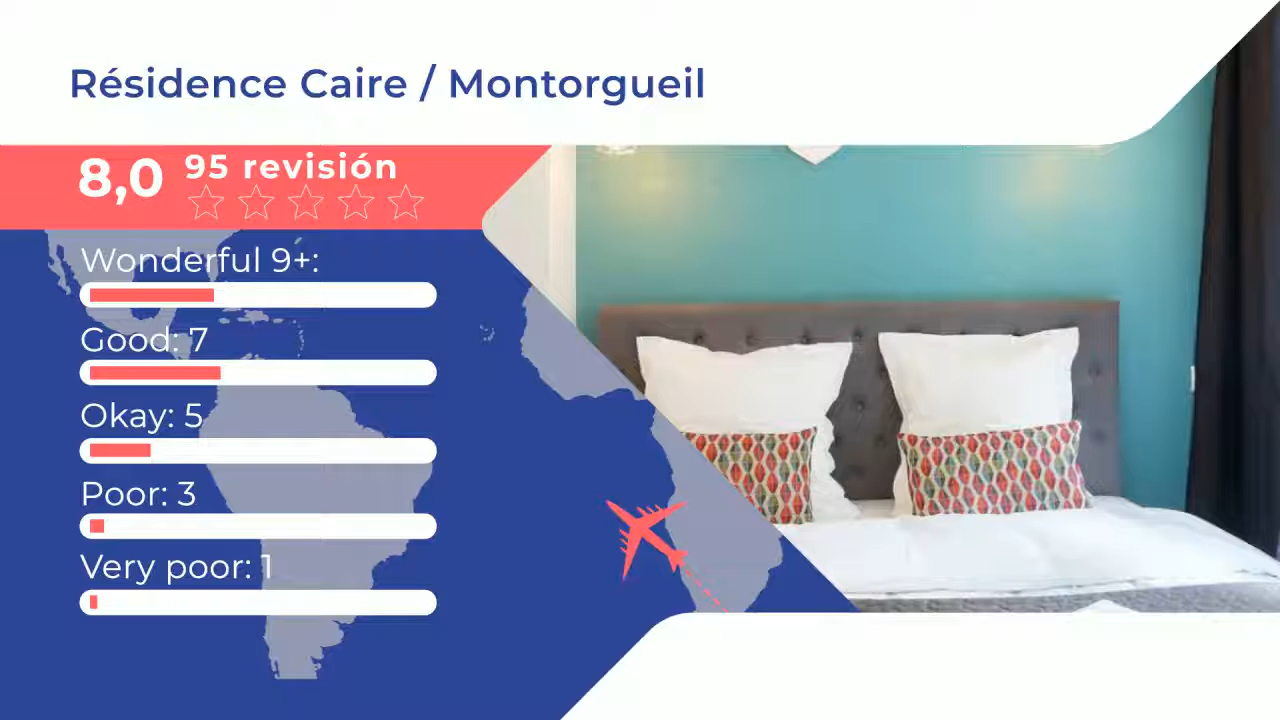 Résidence Caire / Montorgueil
8,0
95 revisión
Wonderful 9+:
Good: 7
Okay: 5
Poor: 3
Very poor: 1